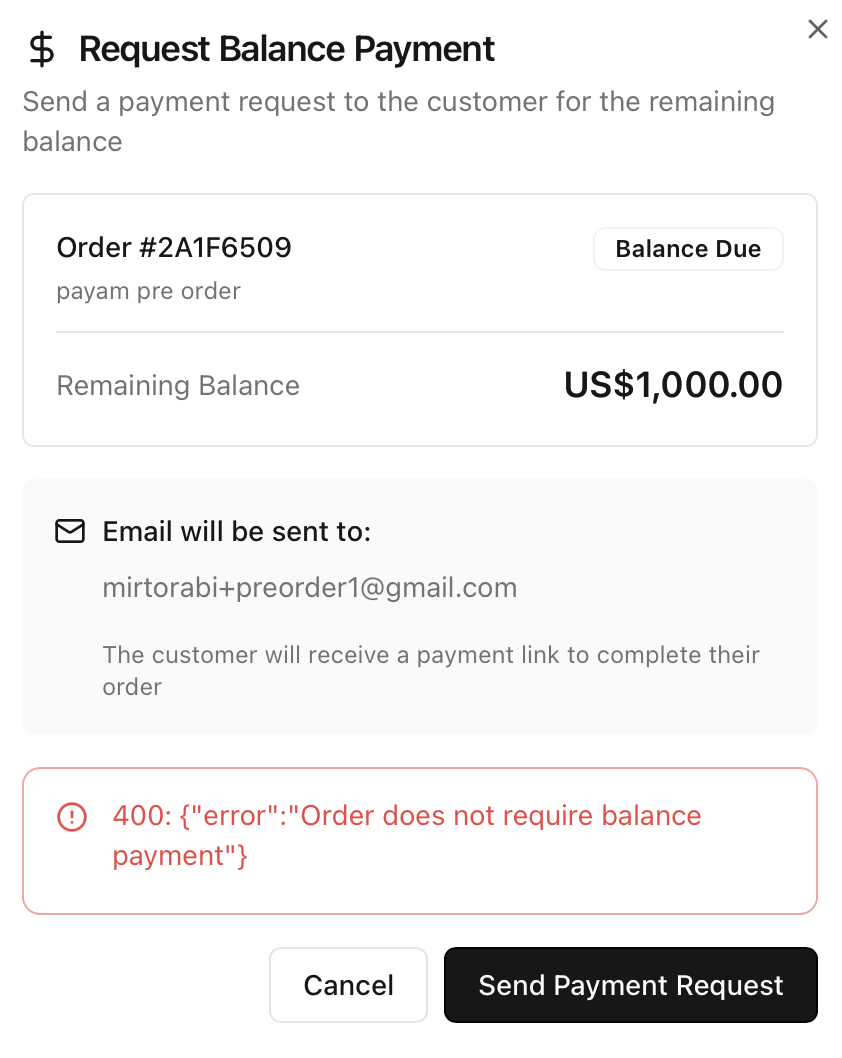 Request Balance Payment
Send a payment request to the customer for the remaining
balance
Order #2A1F6509
Balance Due
payam pre order
Remaining Balance
US$1,000.00
Email will be sent to:
mirtorabi+preorder1@gmail.com
The customer will receive a payment link to complete their
order
400: {"error":"Order does not require balance
payment"}
Cancel
Send Payment Request